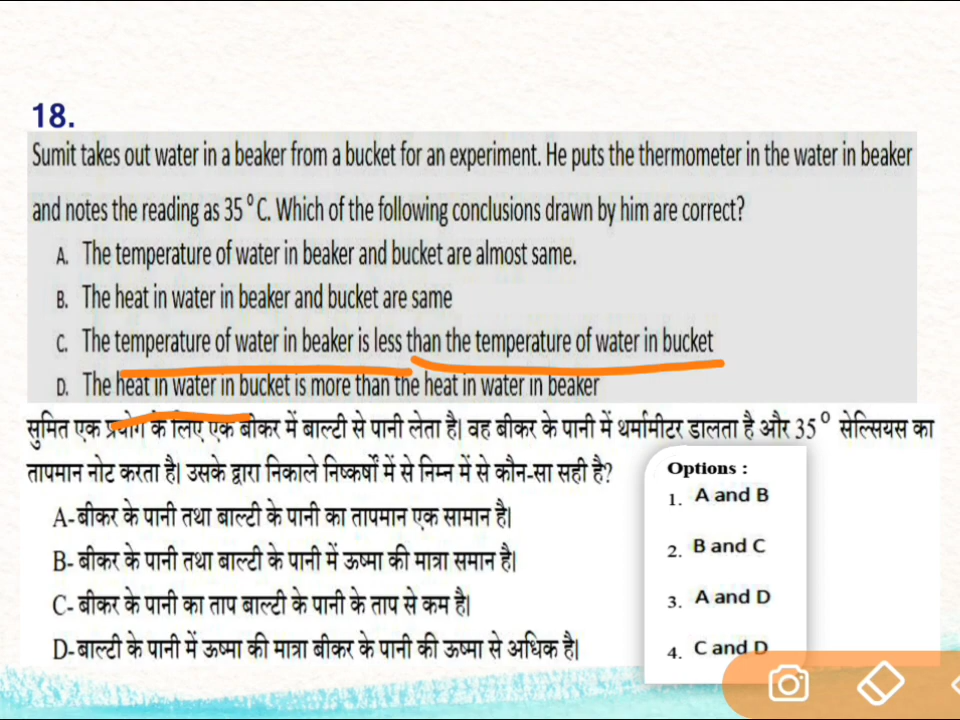 18.
Sumit takes out water in a beaker from a bucket for an experiment. He puts the thermometer in the water in beaker
and notes the reading as 35 ⁰ C. Which of the following conclusions drawn by him are correct?
A. The temperature of water in beaker and bucket are almost same.
B. The heat in water in beaker and bucket are same
C. The temperature of water in beaker is less than the temperature of water in bucket
D. The heat in water in bucket is more than the heat in water in beaker
सुमित एक प्रयोग के लिए एक बीकर में बाल्टी से पानी लेता है। वह बीकर के पानी में थर्मामीटर डालता है और 35 ⁰ सेल्सियस का
तापमान नोट करता है। उसके द्वारा निकाले निष्कर्षों में से निम्न में से कौन-सा सही है?
A-बीकर के पानी तथा बाल्टी के पानी का तापमान एक सामान है।
B- बीकर के पानी तथा बाल्टी के पानी में ऊष्मा की मात्रा समान है।
C- बीकर के पानी का ताप बाल्टी के पानी के ताप से कम है।
D-बाल्टी के पानी में ऊष्मा की मात्रा बीकर के पानी की ऊष्मा से अधिक है।
Options :
1. A and B
2. B and C
3. A and D
4. C and D